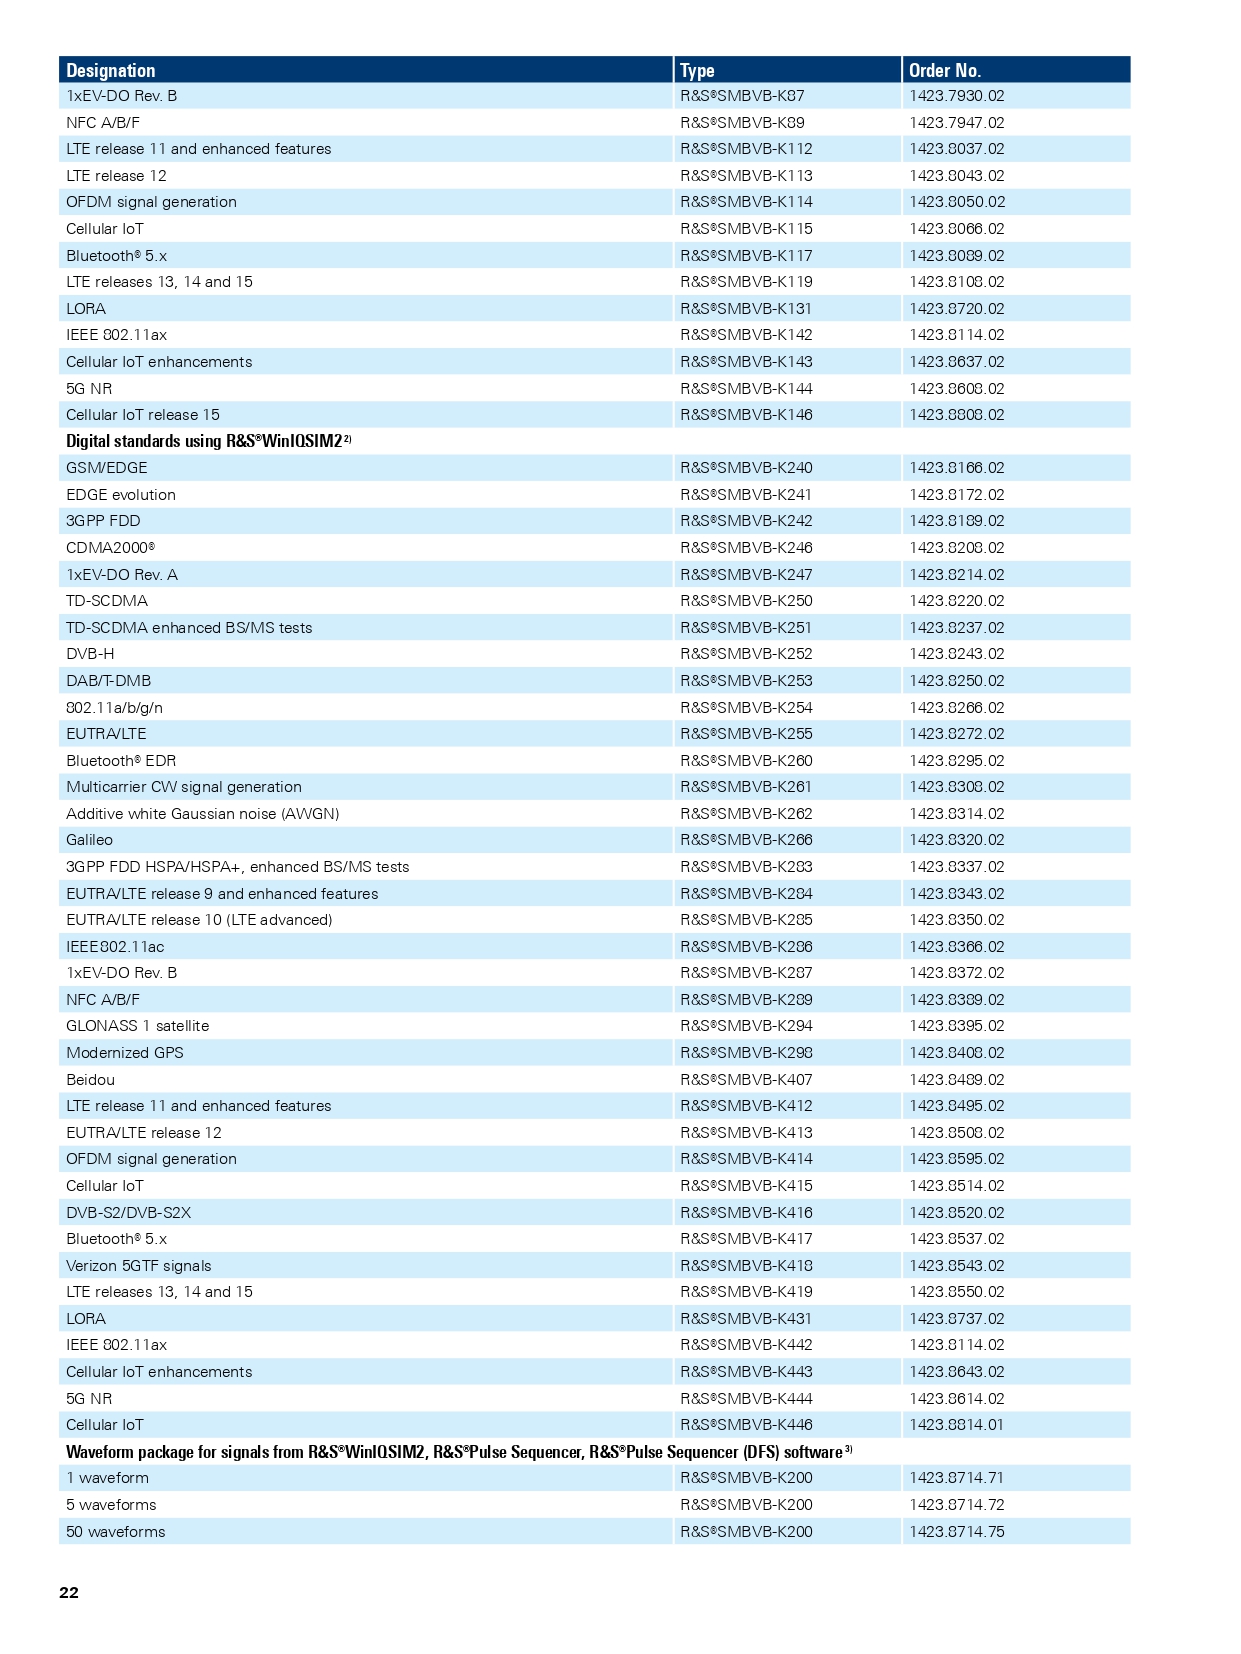 Designation Type Order No.
1xEV-DO Rev. B R&S®SMBVB-K87 1423.7930.02
NFC A/B/F R&S®SMBVB-K89 1423.7947.02
LTE release 11 and enhanced features R&S®SMBVB-K112 1423.8037.02
LTE release 12 R&S®SMBVB-K113 1423.8043.02
OFDM signal generation R&S®SMBVB-K114 1423.8050.02
Cellular IoT R&S®SMBVB-K115 1423.8066.02
Bluetooth® 5.x R&S®SMBVB-K117 1423.8089.02
LTE releases 13, 14 and 15 R&S®SMBVB-K119 1423.8108.02
LORA R&S®SMBVB-K131 1423.8720.02
IEEE 802.11ax R&S®SMBVB-K142 1423.8114.02
Cellular IoT enhancements R&S®SMBVB-K143 1423.8637.02
5G NR R&S®SMBVB-K144 1423.8608.02
Cellular IoT release 15 R&S®SMBVB-K146 1423.8808.02
Digital standards using R&S®WinIQSIM2 2)
GSM/EDGE R&S®SMBVB-K240 1423.8166.02
EDGE evolution R&S®SMBVB-K241 1423.8172.02
3GPP FDD R&S®SMBVB-K242 1423.8189.02
CDMA2000® R&S®SMBVB-K246 1423.8208.02
1xEV-DO Rev. A R&S®SMBVB-K247 1423.8214.02
TD-SCDMA R&S®SMBVB-K250 1423.8220.02
TD-SCDMA enhanced BS/MS tests R&S®SMBVB-K251 1423.8237.02
DVB-H R&S®SMBVB-K252 1423.8243.02
DAB/T-DMB R&S®SMBVB-K253 1423.8250.02
802.11a/b/g/n R&S®SMBVB-K254 1423.8266.02
EUTRA/LTE R&S®SMBVB-K255 1423.8272.02
Bluetooth® EDR R&S®SMBVB-K260 1423.8295.02
Multicarrier CW signal generation R&S®SMBVB-K261 1423.8308.02
Additive white Gaussian noise (AWGN) R&S®SMBVB-K262 1423.8314.02
Galileo R&S®SMBVB-K266 1423.8320.02
3GPP FDD HSPA/HSPA+, enhanced BS/MS tests R&S®SMBVB-K283 1423.8337.02
EUTRA/LTE release 9 and enhanced features R&S®SMBVB-K284 1423.8343.02
EUTRA/LTE release 10 (LTE advanced) R&S®SMBVB-K285 1423.8350.02
IEEE802.11ac R&S®SMBVB-K286 1423.8366.02
1xEV-DO Rev. B R&S®SMBVB-K287 1423.8372.02
NFC A/B/F R&S®SMBVB-K289 1423.8389.02
GLONASS 1 satellite R&S®SMBVB-K294 1423.8395.02
Modernized GPS R&S®SMBVB-K298 1423.8408.02
Beidou R&S®SMBVB-K407 1423.8489.02
LTE release 11 and enhanced features R&S®SMBVB-K412 1423.8495.02
EUTRA/LTE release 12 R&S®SMBVB-K413 1423.8508.02
OFDM signal generation R&S®SMBVB-K414 1423.8595.02
Cellular IoT R&S®SMBVB-K415 1423.8514.02
DVB-S2/DVB-S2X R&S®SMBVB-K416 1423.8520.02
Bluetooth® 5.x R&S®SMBVB-K417 1423.8537.02
Verizon 5GTF signals R&S®SMBVB-K418 1423.8543.02
LTE releases 13, 14 and 15 R&S®SMBVB-K419 1423.8550.02
LORA R&S®SMBVB-K431 1423.8737.02
IEEE 802.11ax R&S®SMBVB-K442 1423.8114.02
Cellular IoT enhancements R&S®SMBVB-K443 1423.8643.02
5G NR R&S®SMBVB-K444 1423.8614.02
Cellular IoT R&S®SMBVB-K446 1423.8814.01
Waveform package for signals from R&S®WinIQSIM2, R&S®Pulse Sequencer, R&S®Pulse Sequencer (DFS) software 3)
1 waveform R&S®SMBVB-K200 1423.8714.71
5 waveforms R&S®SMBVB-K200 1423.8714.72
50 waveforms R&S®SMBVB-K200 1423.8714.75
22